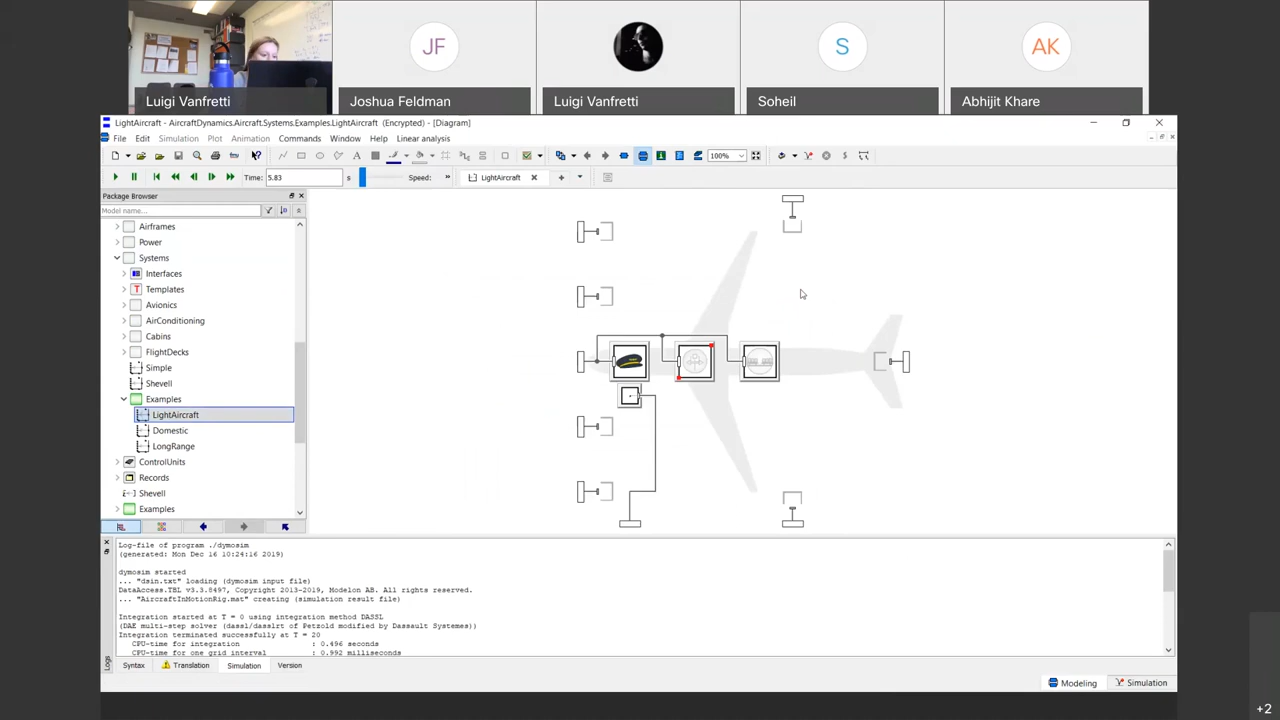 JF
S
AK
Luigi Vanfretti
Joshua Feldman
Luigi Vanfretti
Soheil
Abhijit Khare
LightAircraft - AircraftDynamics.Aircraft.Systems.Examples.LightAircraft (Encrypted) - [Diagram]
File Edit Simulation Plot Animation Commands Window Help Linear analysis
100%
Time: 5.83 s Speed: » LightAircraft
Package Browser
Model name...
Airframes
Power
Systems
Interfaces
Templates
Avionics
AirConditioning
Cabins
FlightDecks
Simple
Shevell
Examples
LightAircraft
Domestic
LongRange
ControlUnits
Records
Shevell
Examples
Log-file of program ./dymosim
(generated: Mon Dec 16 10:24:16 2019)
dymosim started
... "dsin.txt" loading (dymosim input file)
DataAccess.TEL v3.3.8497, Copyright 2013-2019, Modelon AB. All rights reserved.
... "AircraftInMotionRig.mat" creating (simulation result file)
Integration started at T = 0 using integration method DASSL
(DAE multi-step solver (dassl/dasslrt of Petzold modified by Dassault Systemes))
Integration terminated successfully at T = 20
CPU-time for integration : 0.496 seconds
CPU-time for one grid interval : 0.992 milliseconds
Logs
Syntax Translation Simulation Version
Modeling Simulation
+2